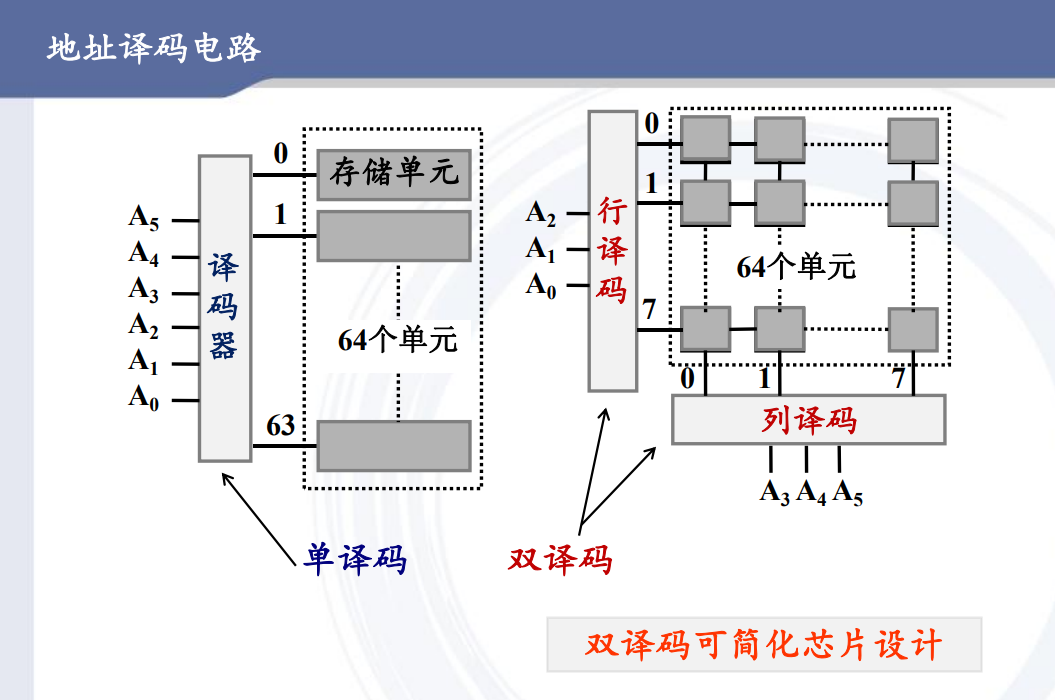 地址译码电路
0
存储单元
1
A5
A4
A3
A2
A1
A0
译码器
64个单元
63
单译码
0
1
7
A2
A1
A0
行译码
64个单元
0
1
7
列译码
A3 A4 A5
双译码
双译码可简化芯片设计